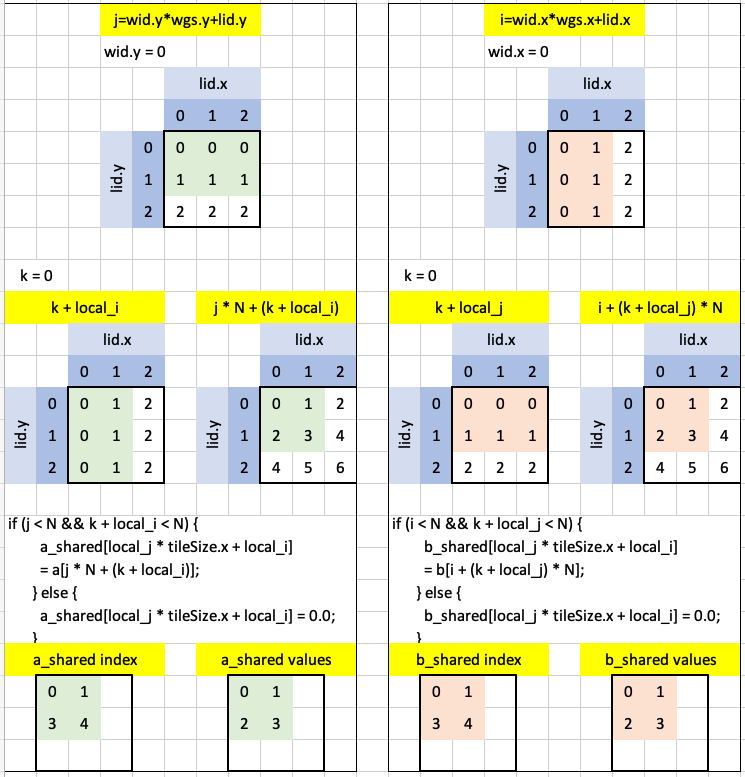 j=wid.y*wgs.y+lid.y
wid.y = 0
lid.x
0 1 2
lid.y
0 0 0 0
1 1 1 1
2 2 2 2
k = 0
k + local_i
lid.x
0 1 2
lid.y
0 0 1 2
1 0 1 2
2 0 1 2
j * N + (k + local_i)
lid.x
0 1 2
lid.y
0 0 1 2
1 2 3 4
2 4 5 6
if (j < N && k + local_i < N) {
a_shared[local_j * tileSize.x + local_i]
= a[j * N + (k + local_i)];
} else {
a_shared[local_j * tileSize.x + local_i] = 0.0;
}
a_shared index
0 1
3 4
a_shared values
0 1
2 3
i=wid.x*wgs.x+lid.x
wid.x = 0
lid.x
0 1 2
lid.y
0 0 1 2
1 0 1 2
2 0 1 2
k = 0
k + local_j
lid.x
0 1 2
lid.y
0 0 0 0
1 1 1 1
2 2 2 2
i + (k + local_j) * N
lid.x
0 1 2
lid.y
0 0 1 2
1 2 3 4
2 4 5 6
if (i < N && k + local_j < N) {
b_shared[local_j * tileSize.x + local_i]
= b[i + (k + local_j) * N];
} else {
b_shared[local_j * tileSize.x + local_i] = 0.0;
}
b_shared index
0 1
3 4
b_shared values
0 1
2 3